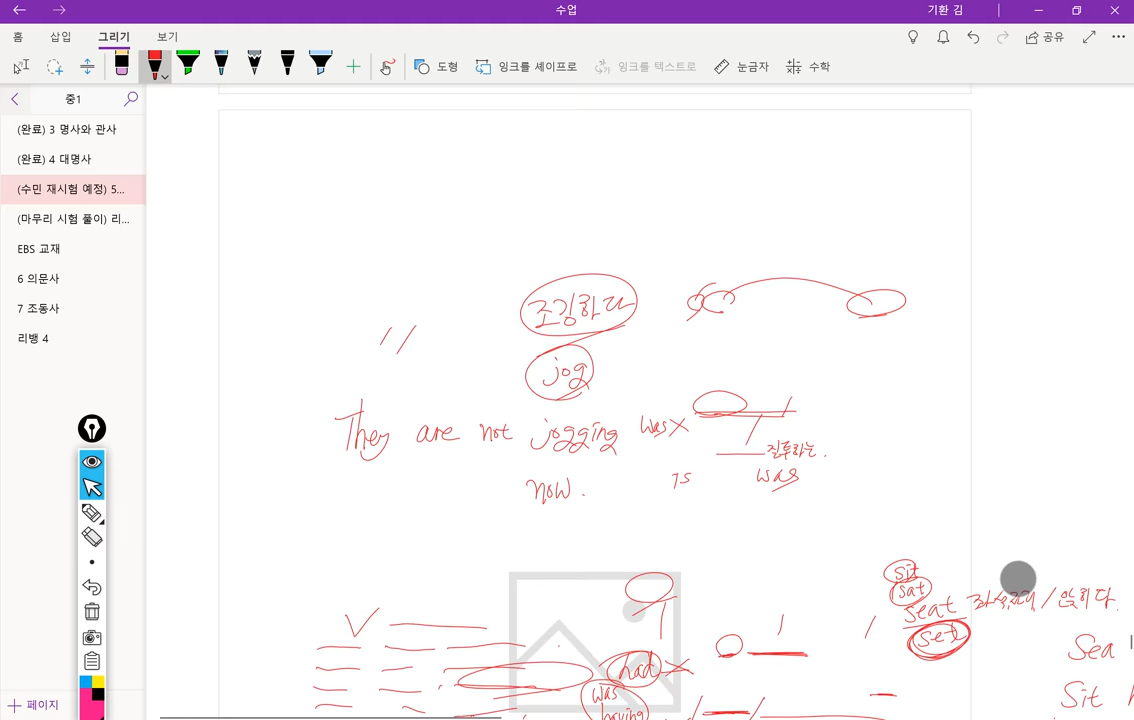 수업
기환 김
홈 삽입 그리기 보기
공유
도형 잉크를 셰이프로 잉크를 텍스트로 눈금자 수학
중1
(완료) 3 명사와 관사
(완료) 4 대명사
(수민 재시험 예정) 5...
(마무리 시험 풀이) 리...
EBS 교재
6 의문사
7 조동사
리뱅 4
페이지
조깅하다
jog
They are not jogging was
질투하는.
now. is was
sit
sat
seat / 앉히다.
set
Sea
had
Sit
was
having